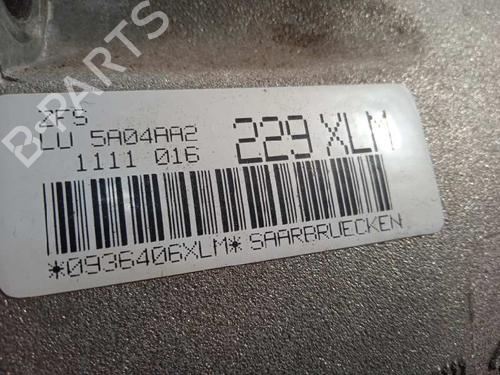 B-PARTS
ZFS
LU 5A04AA2 229 XLM
1111 016
*0936406XLM* SAARBRUECKEN